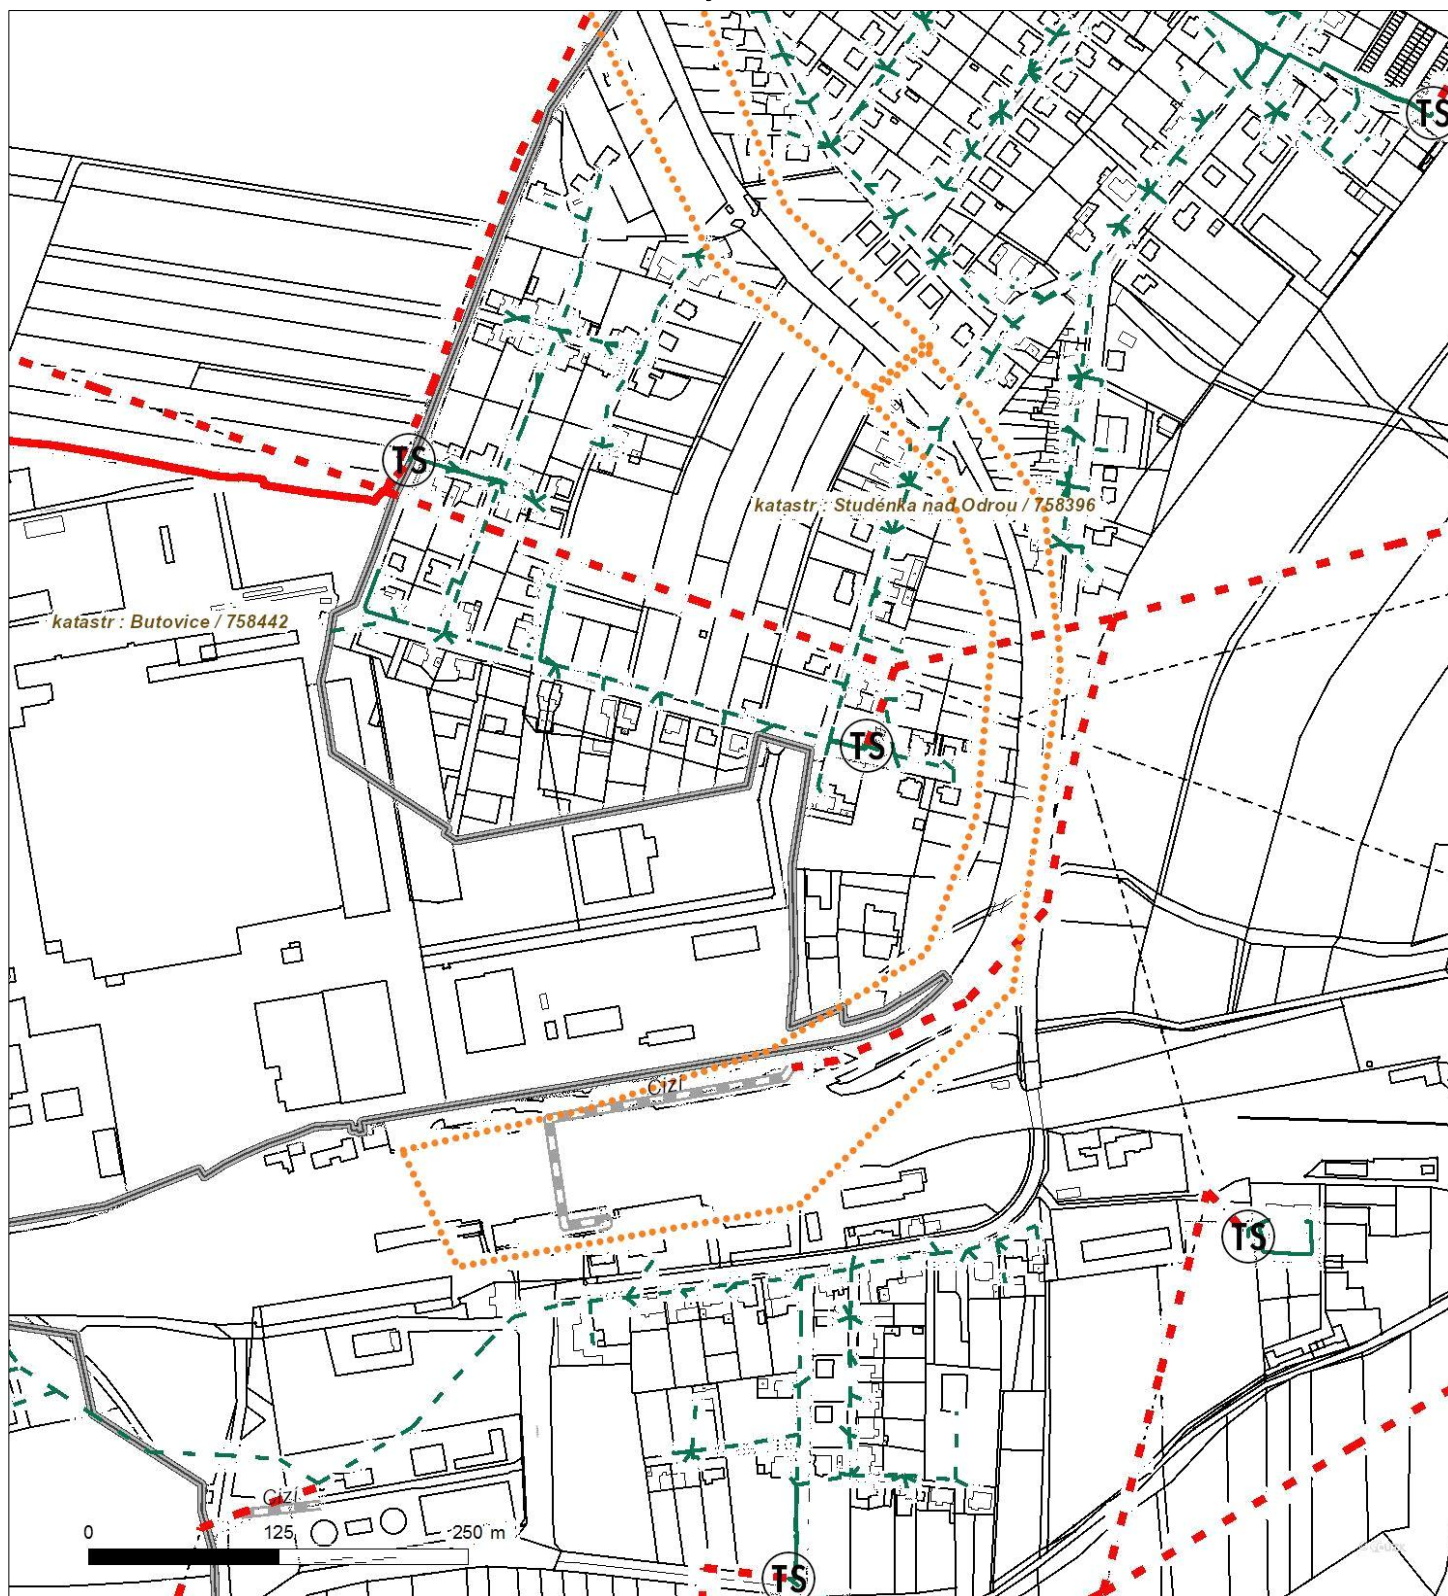 TS
TS
katastr : Studénka nad Odrou / 758396
katastr : Butovice / 758442
TS
Cizí
TS
Cizí
0
125
250 m
TS